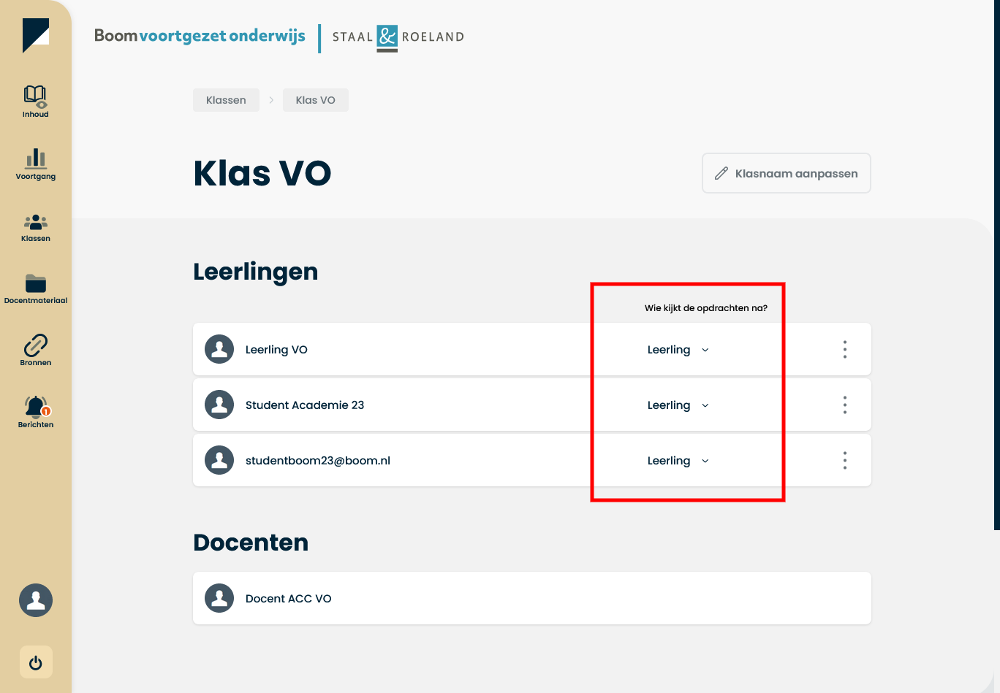 Boom voortgezet onderwijs
STAAL & ROELAND
Inhoud
Voortgang
Klassen
Docentmateriaal
Bronnen
1
Berichten
Klassen
Klas VO
Klas VO
Klasnaam aanpassen
Leerlingen
Wie kijkt de opdrachten na?
Leerling VO
Leerling
Student Academie 23
Leerling
studentboom23@boom.nl
Leerling
Docenten
Docent ACC VO